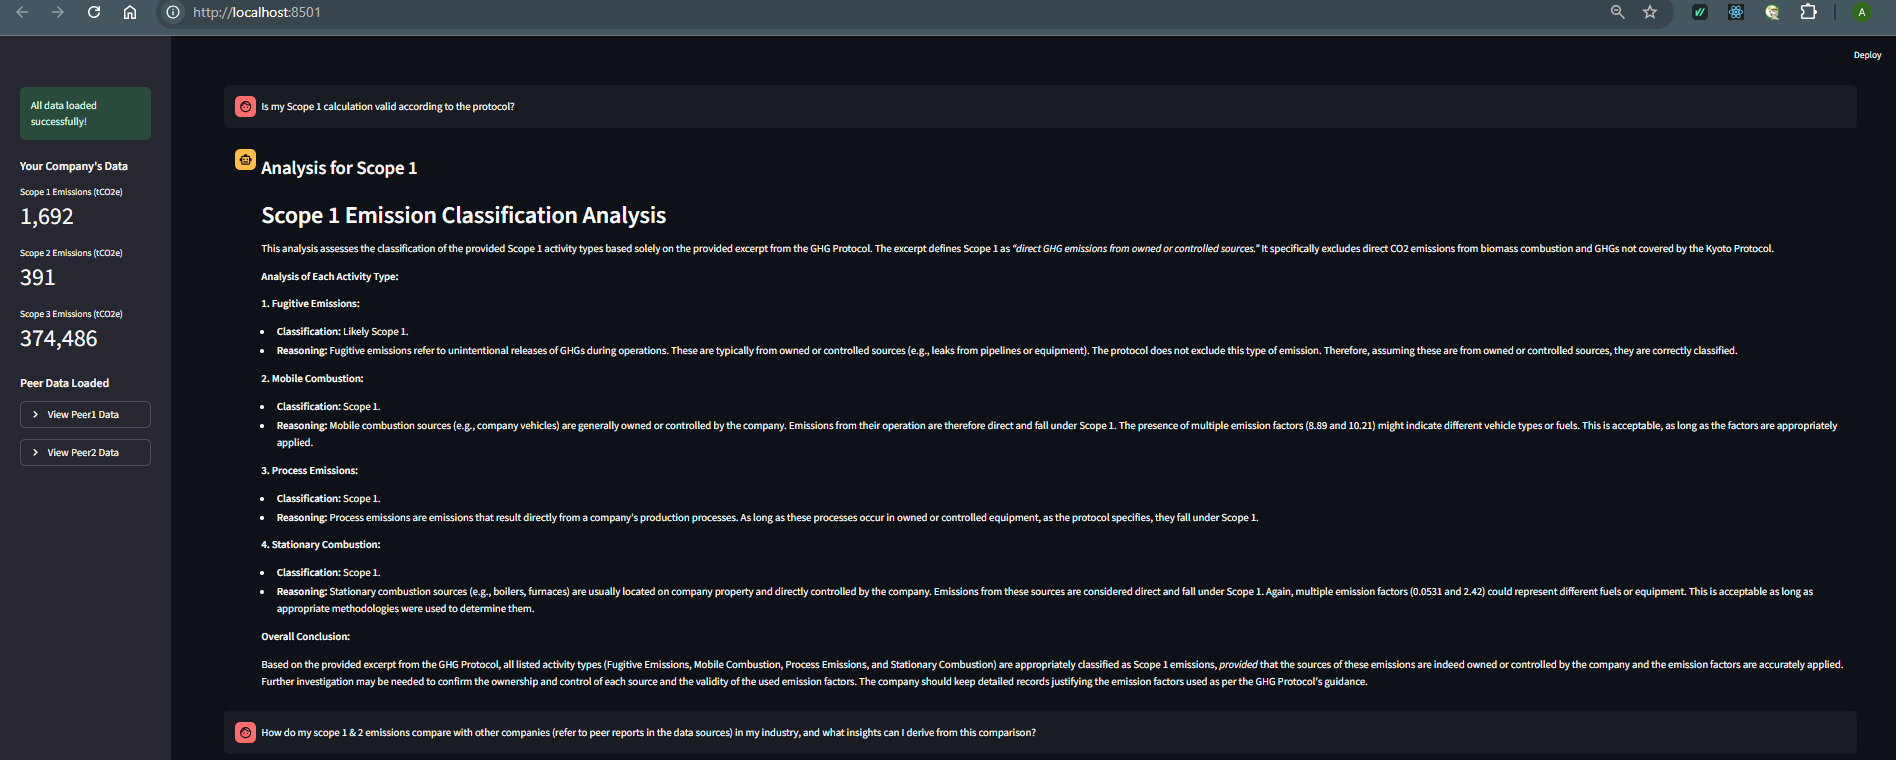 http://localhost:8501
A
Deploy
All data loaded
successfully!
Your Company's Data
Scope 1 Emissions (tCO2e)
1,692
Scope 2 Emissions (tCO2e)
391
Scope 3 Emissions (tCO2e)
374,486
Peer Data Loaded
View Peer1 Data
View Peer2 Data
Is my Scope 1 calculation valid according to the protocol?
Analysis for Scope 1
Scope 1 Emission Classification Analysis
This analysis assesses the classification of the provided Scope 1 activity types based solely on the provided excerpt from the GHG Protocol. The excerpt defines Scope 1 as "direct GHG emissions from owned or controlled sources." It specifically excludes direct CO2 emissions from biomass combustion and GHGs not covered by the Kyoto Protocol.
Analysis of Each Activity Type:
1. Fugitive Emissions:
• Classification: Likely Scope 1.
• Reasoning: Fugitive emissions refer to unintentional releases of GHGs during operations. These are typically from owned or controlled sources (e.g., leaks from pipelines or equipment). The protocol does not exclude this type of emission. Therefore, assuming these are from owned or controlled sources, they are correctly classified.
2. Mobile Combustion:
• Classification: Scope 1.
• Reasoning: Mobile combustion sources (e.g., company vehicles) are generally owned or controlled by the company. Emissions from their operation are therefore direct and fall under Scope 1. The presence of multiple emission factors (8.89 and 10.21) might indicate different vehicle types or fuels. This is acceptable, as long as the factors are appropriately
applied.
3. Process Emissions:
• Classification: Scope 1.
• Reasoning: Process emissions are emissions that result directly from a company's production processes. As long as these processes occur in owned or controlled equipment, as the protocol specifies, they fall under Scope 1.
4. Stationary Combustion:
• Classification: Scope 1.
• Reasoning: Stationary combustion sources (e.g., boilers, furnaces) are usually located on company property and directly controlled by the company. Emissions from these sources are considered direct and fall under Scope 1. Again, multiple emission factors (0.0531 and 2.42) could represent different fuels or equipment. This is acceptable as long as
appropriate methodologies were used to determine them.
Overall Conclusion:
Based on the provided excerpt from the GHG Protocol, all listed activity types (Fugitive Emissions, Mobile Combustion, Process Emissions, and Stationary Combustion) are appropriately classified as Scope 1 emissions, provided that the sources of these emissions are indeed owned or controlled by the company and the emission factors are accurately applied.
Further investigation may be needed to confirm the ownership and control of each source and the validity of the used emission factors. The company should keep detailed records justifying the emission factors used as per the GHG Protocol's guidance.
How do my scope 1 & 2 emissions compare with other companies (refer to peer reports in the data sources) in my industry, and what insights can I derive from this comparison?